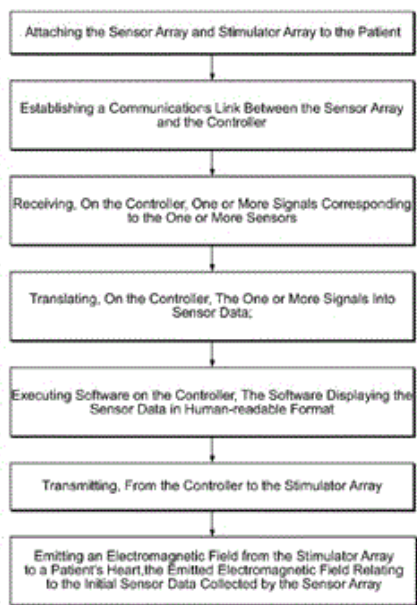 Attaching the Sensor Array and Stimulator Array to the Patient
Establishing a Communications Link Between the Sensor Array
and the Controller
Receiving, On the Controller, One or More Signals Corresponding
to the One or More Sensors
Translating, On the Controller, The One or More Signals Into
Sensor Data;
Executing Software on the Controller, The Software Displaying the
Sensor Data in Human-readable Format
Transmitting, From the Controller to the Stimulator Array
Emitting an Electromagnetic Field from the Stimulator Array
to a Patient's Heart,the Emitted Electromagnetic Field Relating
to the Initial Sensor Data Collected by the Sensor Array